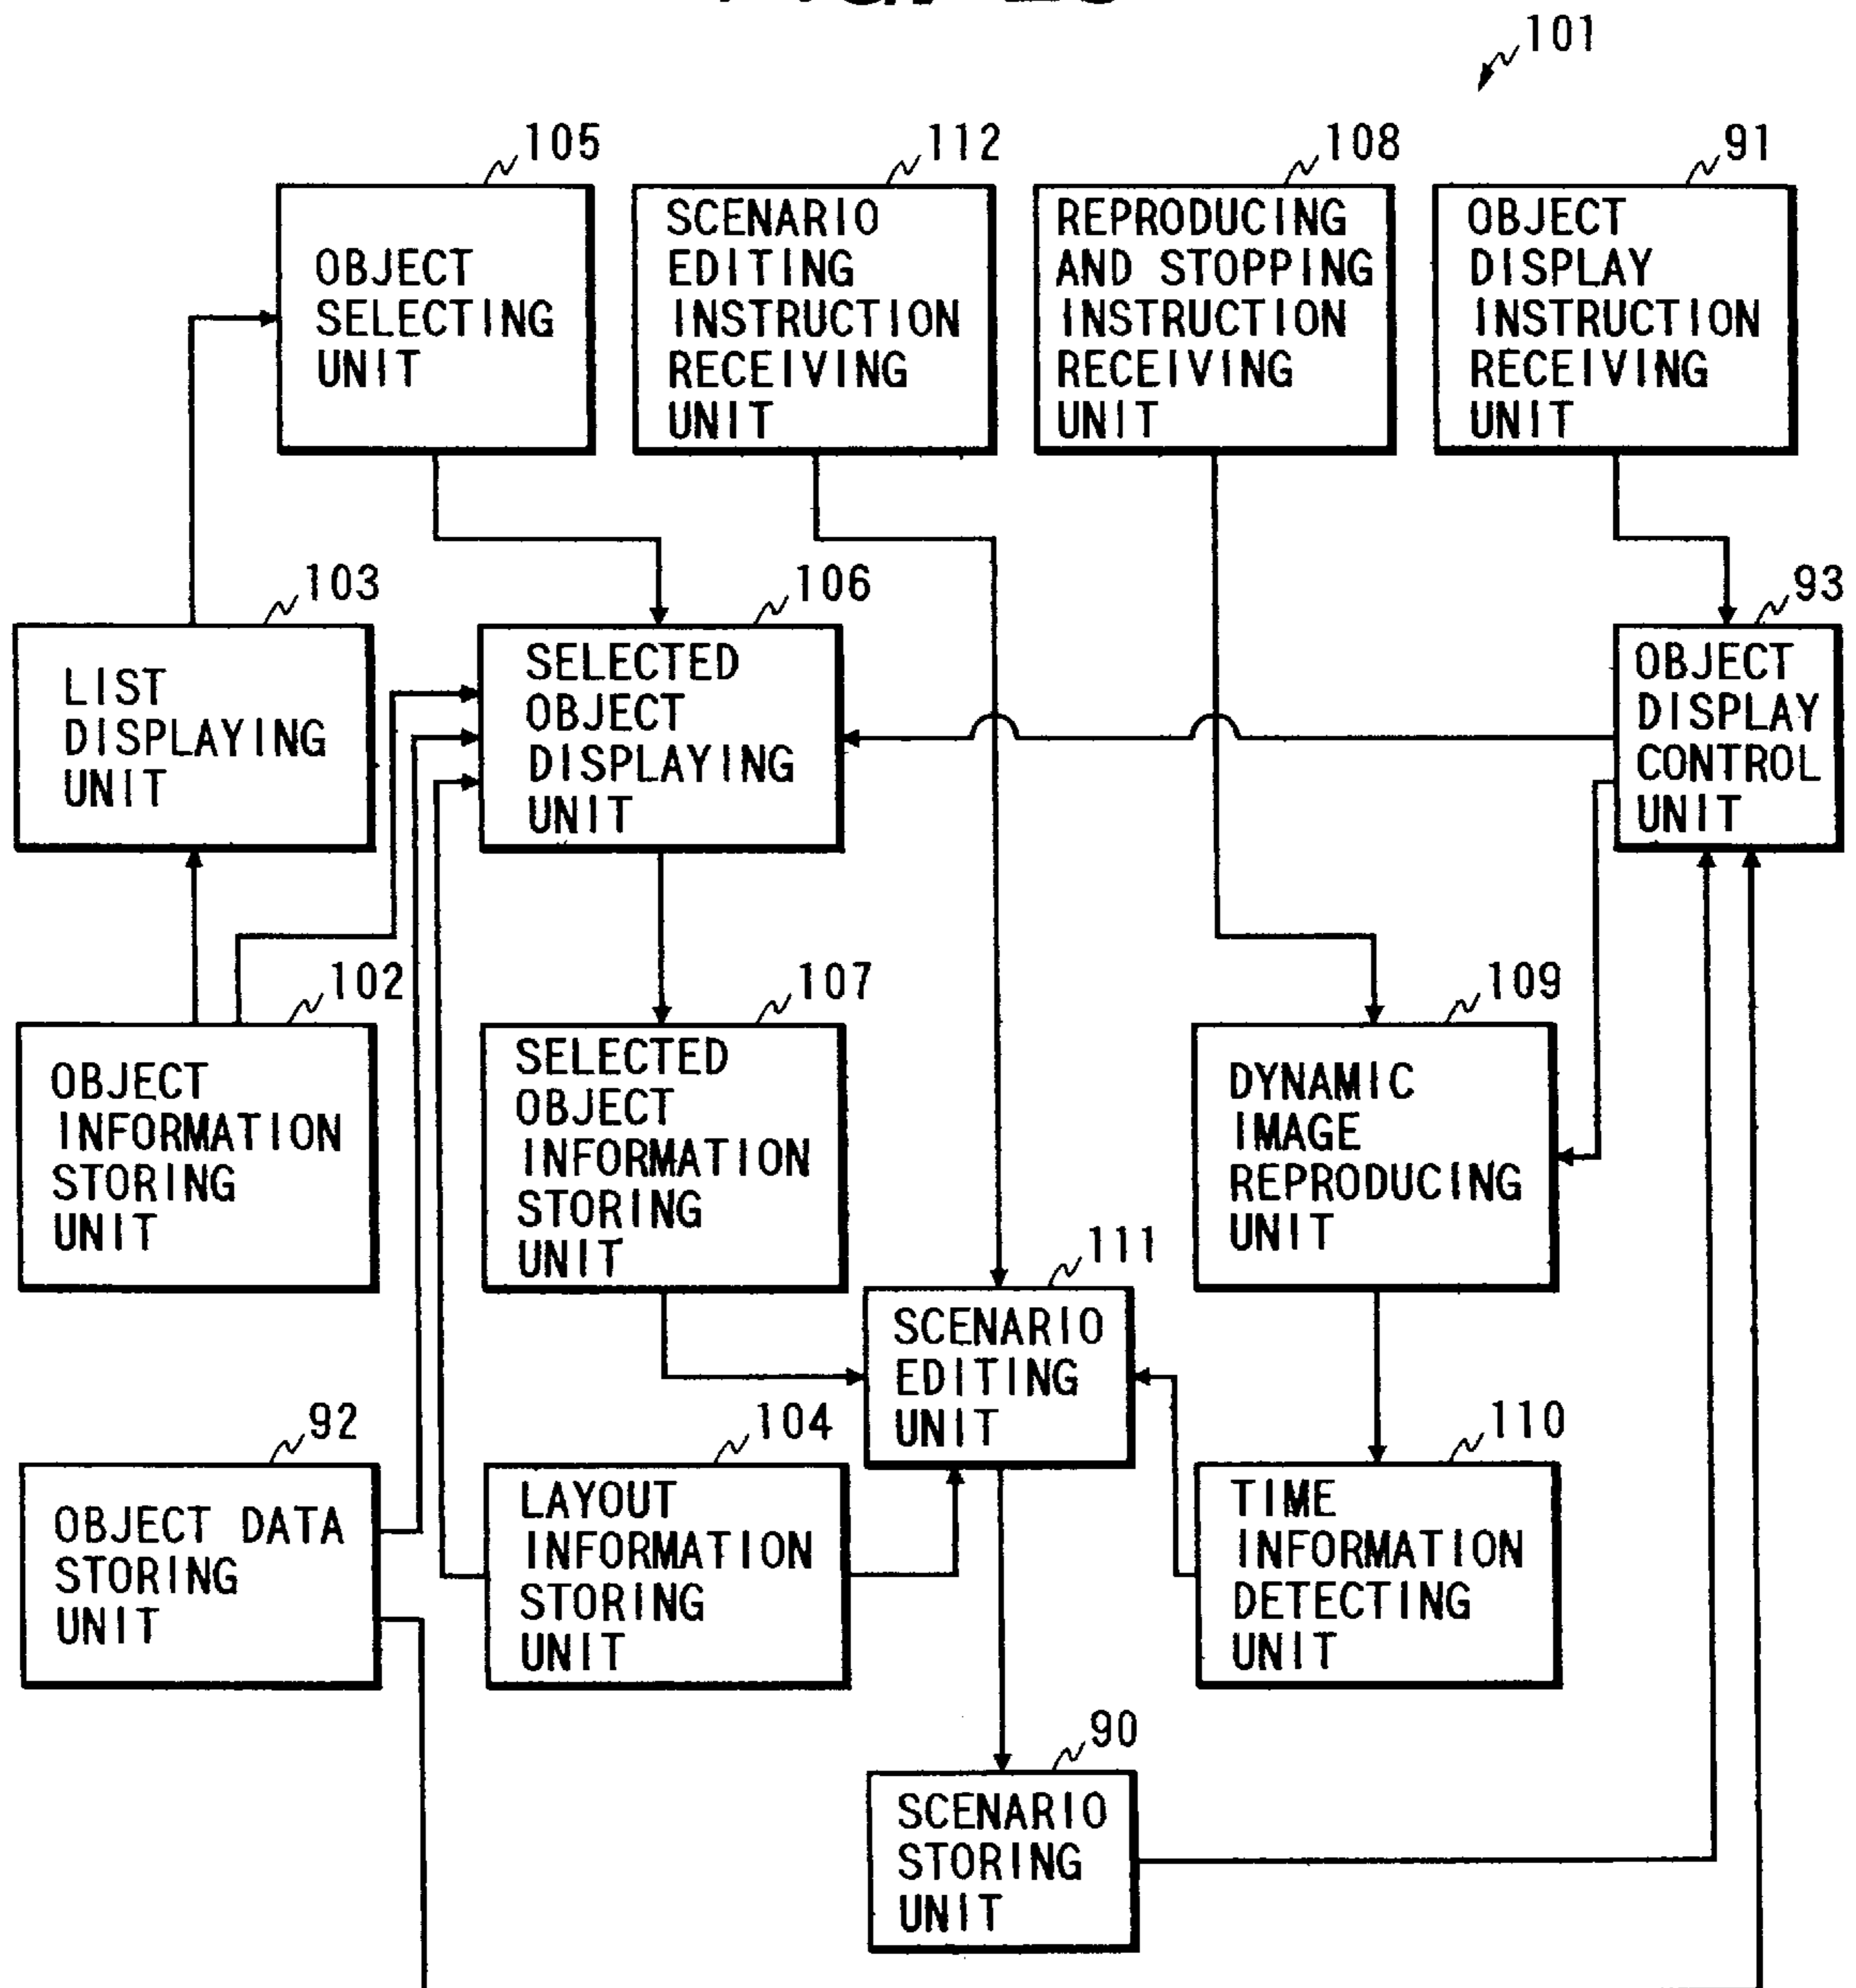 101
105
OBJECT
SELECTING
UNIT
112
SCENARIO
EDITING
INSTRUCTION
RECEIVING
UNIT
108
REPRODUCING
AND STOPPING
INSTRUCTION
RECEIVING
UNIT
91
OBJECT
DISPLAY
INSTRUCTION
RECEIVING
UNIT
103
LIST
DISPLAYING
UNIT
106
SELECTED
OBJECT
DISPLAYING
UNIT
93
OBJECT
DISPLAY
CONTROL
UNIT
102
OBJECT
INFORMATION
STORING
UNIT
107
SELECTED
OBJECT
INFORMATION
STORING
UNIT
109
DYNAMIC
IMAGE
REPRODUCING
UNIT
111
SCENARIO
EDITING
UNIT
92
OBJECT DATA
STORING
UNIT
104
LAYOUT
INFORMATION
STORING
UNIT
110
TIME
INFORMATION
DETECTING
UNIT
90
SCENARIO
STORING
UNIT